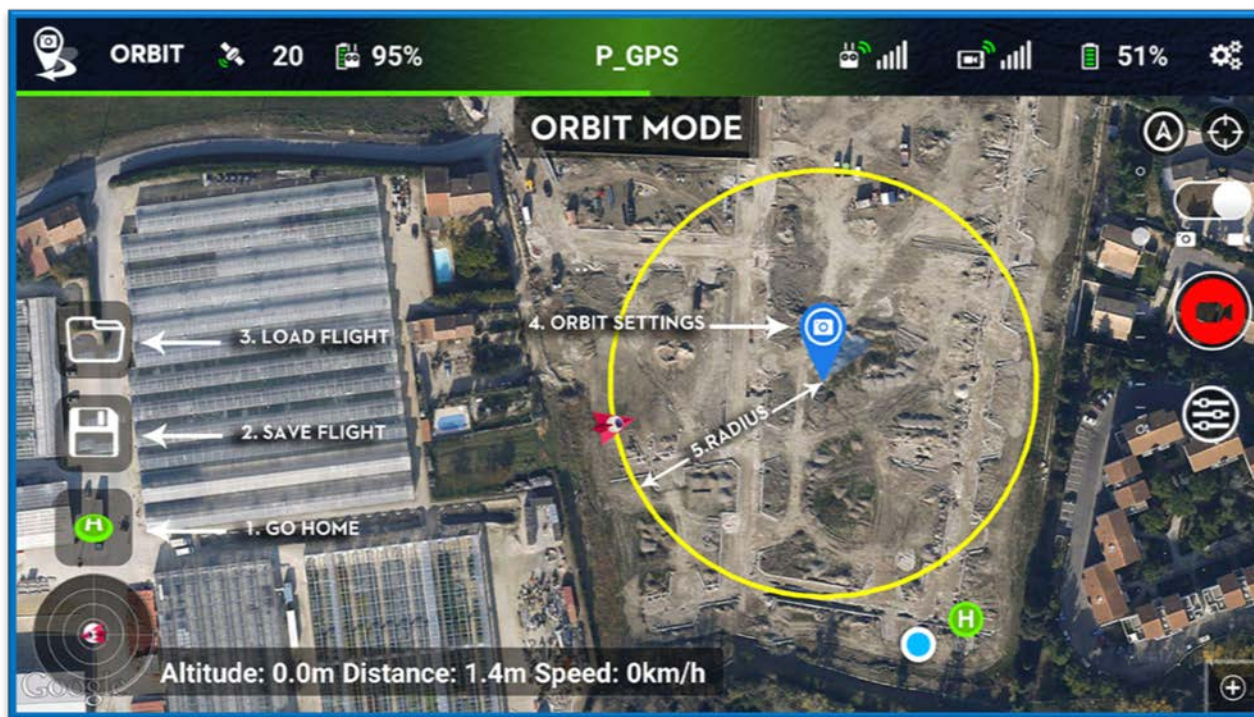 ORBIT
20
95%
P_GPS
51%
ORBIT MODE
A
4. ORBIT SETTINGS
3. LOAD FLIGHT
5.RADIUS
2. SAVE FLIGHT
H
1. GO HOME
H
Altitude: 0.0m Distance: 1.4m Speed: 0km/h
Google